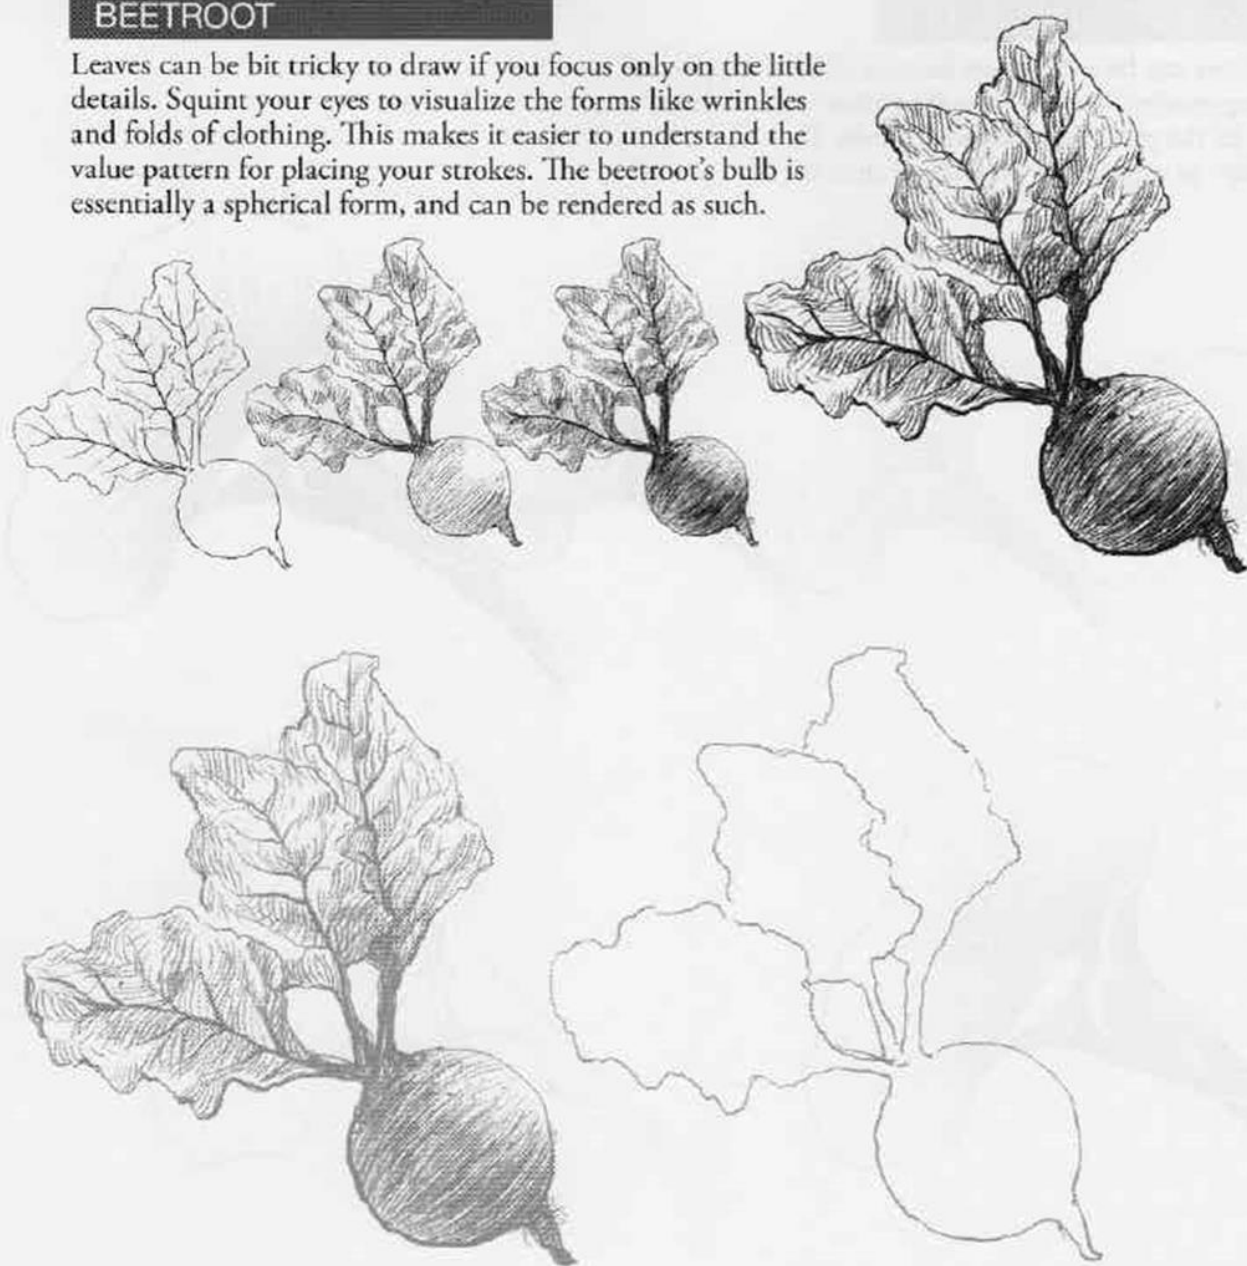 BEETROOT
Leaves can be bit tricky to draw if you focus only on the little
details. Squint your eyes to visualize the forms like wrinkles
and folds of clothing. This makes it easier to understand the
value pattern for placing your strokes. The beetroot's bulb is
essentially a spherical form, and can be rendered as such.